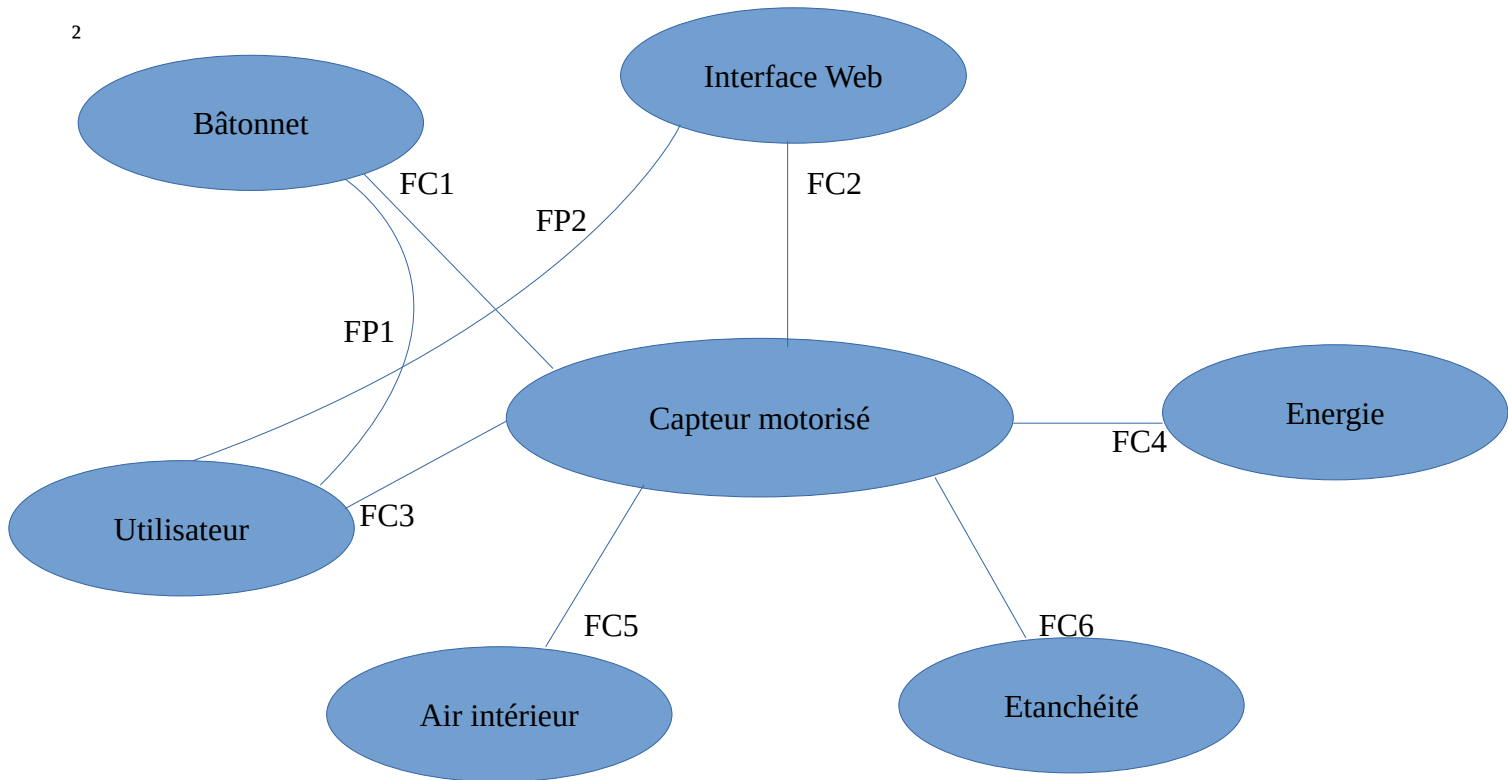 2
Interface Web
Bâtonnet
FC1
FC2
FP2
FP1
Capteur motorisé
Energie
FC4
FC3
Utilisateur
FC5
FC6
Air intérieur
Etanchéité